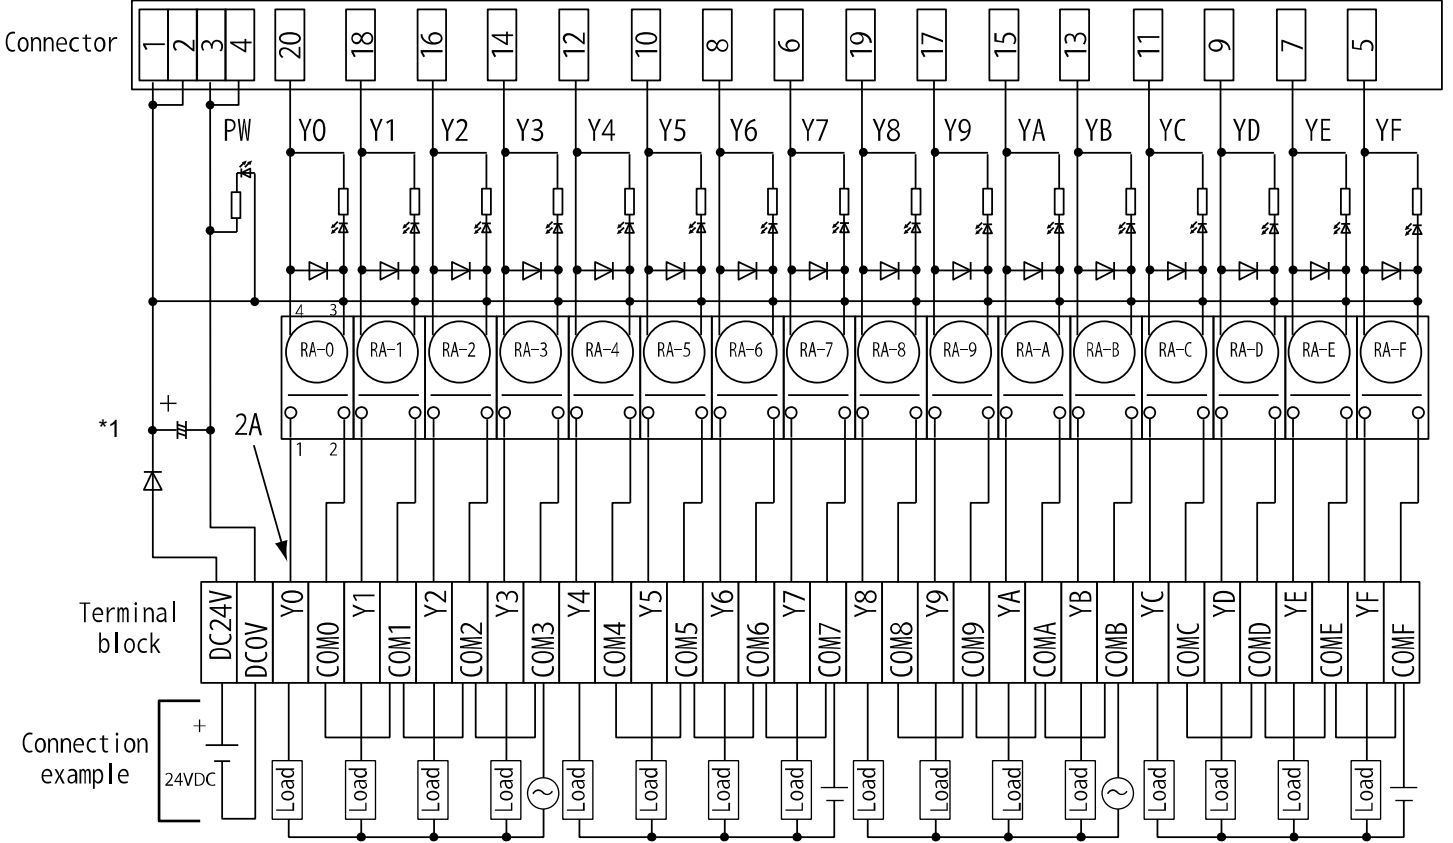 Connector 1 2 3 4 20 18 16 14 12 10 8 6 19 17 15 13 11 9 7 5
PW Y0 Y1 Y2 Y3 Y4 Y5 Y6 Y7 Y8 Y9 YA YB YC YD YE YF
4 3
RA-0 RA-1 RA-2 RA-3 RA-4 RA-5 RA-6 RA-7 RA-8 RA-9 RA-A RA-B RA-C RA-D RA-E RA-F
+
*1 2A
1 2
Terminal
block
DC24V DC0V Y0 COM0 Y1 COM1 Y2 COM2 Y3 COM3 Y4 COM4 Y5 COM5 Y6 COM6 Y7 COM7 Y8 COM8 Y9 COM9 YA COMA YB COMB YC COMC YD COMD YE COME YF COMF
+
Connection
example
24VDC Load Load Load Load Load Load Load Load Load Load Load Load Load Load Load Load